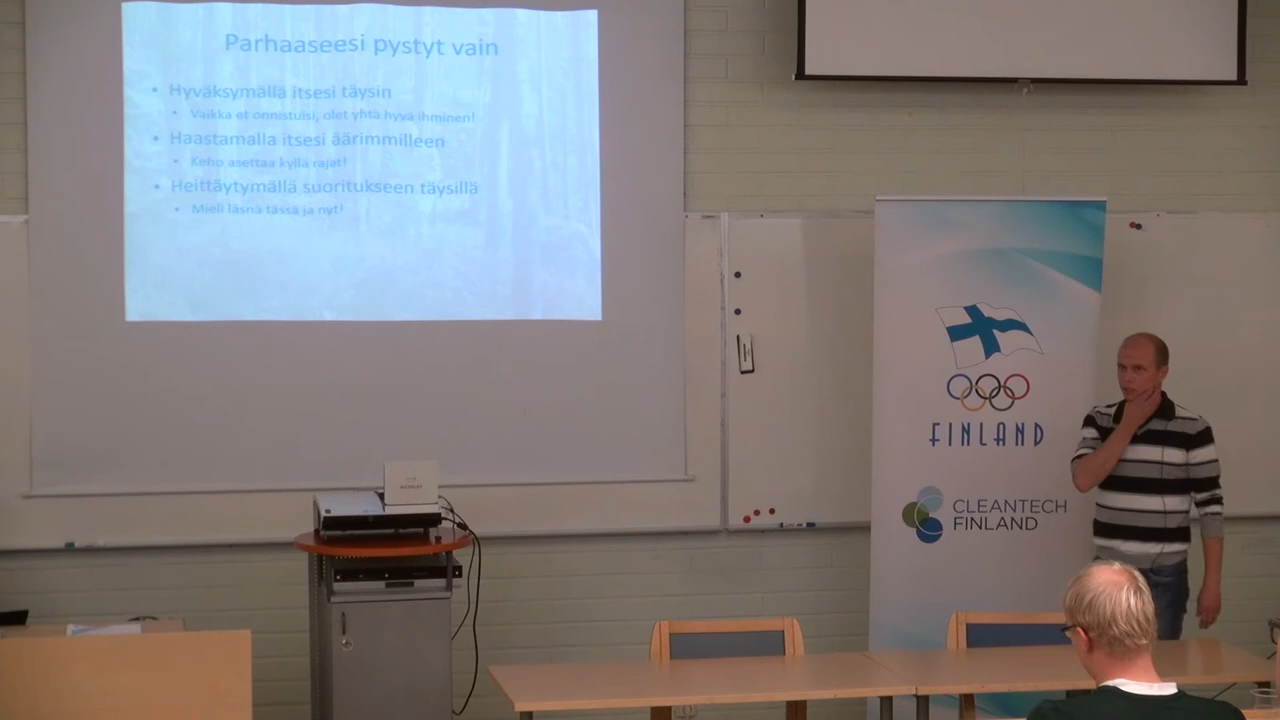 Parhaaseesi pystyt vain
• Hyväksymällä itsesi täysin
• Vaikka et onnistuisi, olet yhtä hyvä ihminen!
• Haastamalla itsesi äärimmilleen
• Keho asettaa kyllä rajat!
• Heittäytymällä suoritukseen täysillä
• Mieli läsnä tässä ja nyt!
FINLAND
CLEANTECH
FINLAND